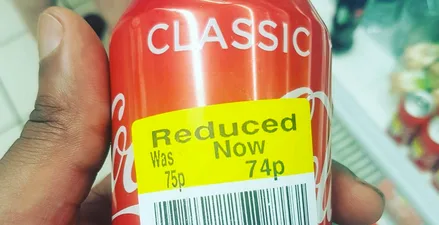 CLASSIC
Reduced
Was Now
75p 74p